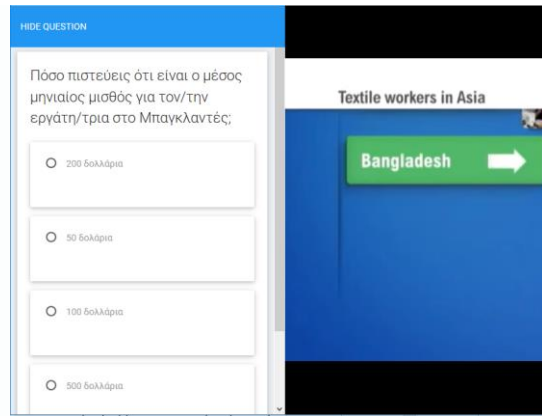 HIDE QUESTION
Πόσο πιστεύεις ότι είναι ο μέσος
μηνιαίος μισθός για τον/την
εργάτη/τρια στο Μπαγκλαντές;
200 δολλάρια
50 δολάρια
100 δολλάρια
500 δολλάρια
Textile workers in Asia
Bangladesh